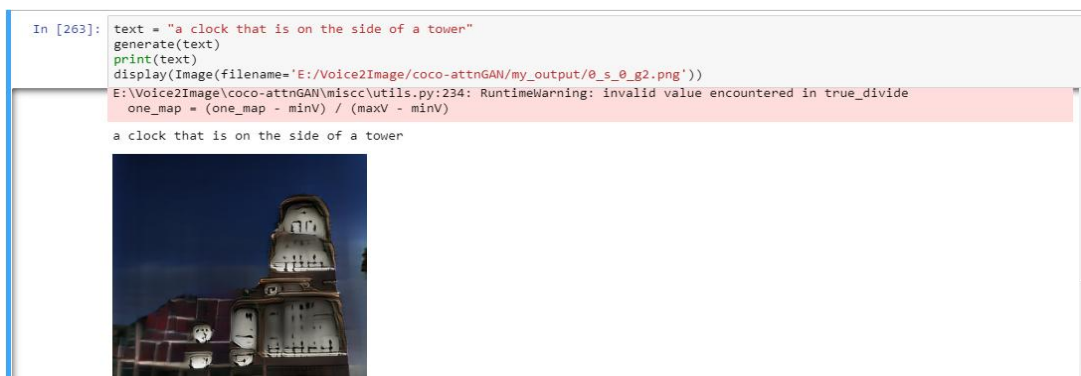 In [263]: text = "a clock that is on the side of a tower"
generate(text)
print(text)
display(Image(filename='E:/Voice2Image/coco-attnGAN/my_output/0_s_0_g2.png'))
E:\Voice2Image\coco-attnGAN\miscc\utils.py:234: RuntimeWarning: invalid value encountered in true_divide
one_map = (one_map - minV) / (maxV - minV)
a clock that is on the side of a tower